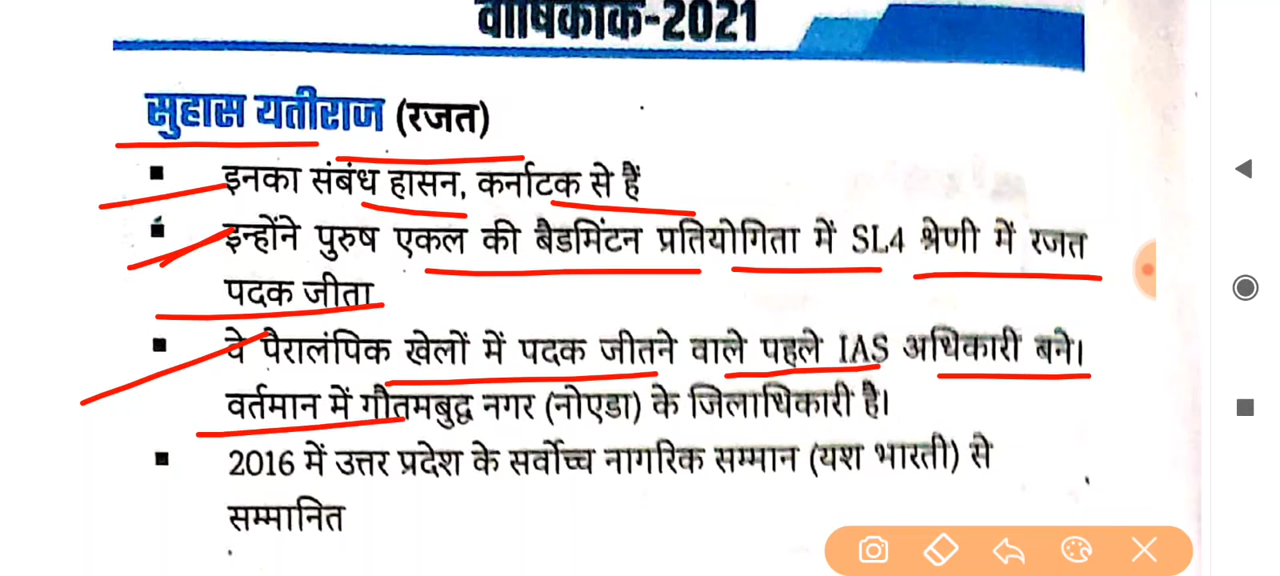 वार्षिकांक-2021
सुहास यतीराज (रजत)
इनका संबंध हासन, कर्नाटक से हैं
इन्होंने पुरुष एकल की बैडमिंटन प्रतियोगिता में SL4 श्रेणी में रजत
पदक जीता
वे पैरालंपिक खेलों में पदक जीतने वाले पहले IAS अधिकारी बने।
वर्तमान में गौतमबुद्ध नगर (नोएडा) के जिलाधिकारी है।
2016 में उत्तर प्रदेश के सर्वोच्च नागरिक सम्मान (यश भारती) से
सम्मानित